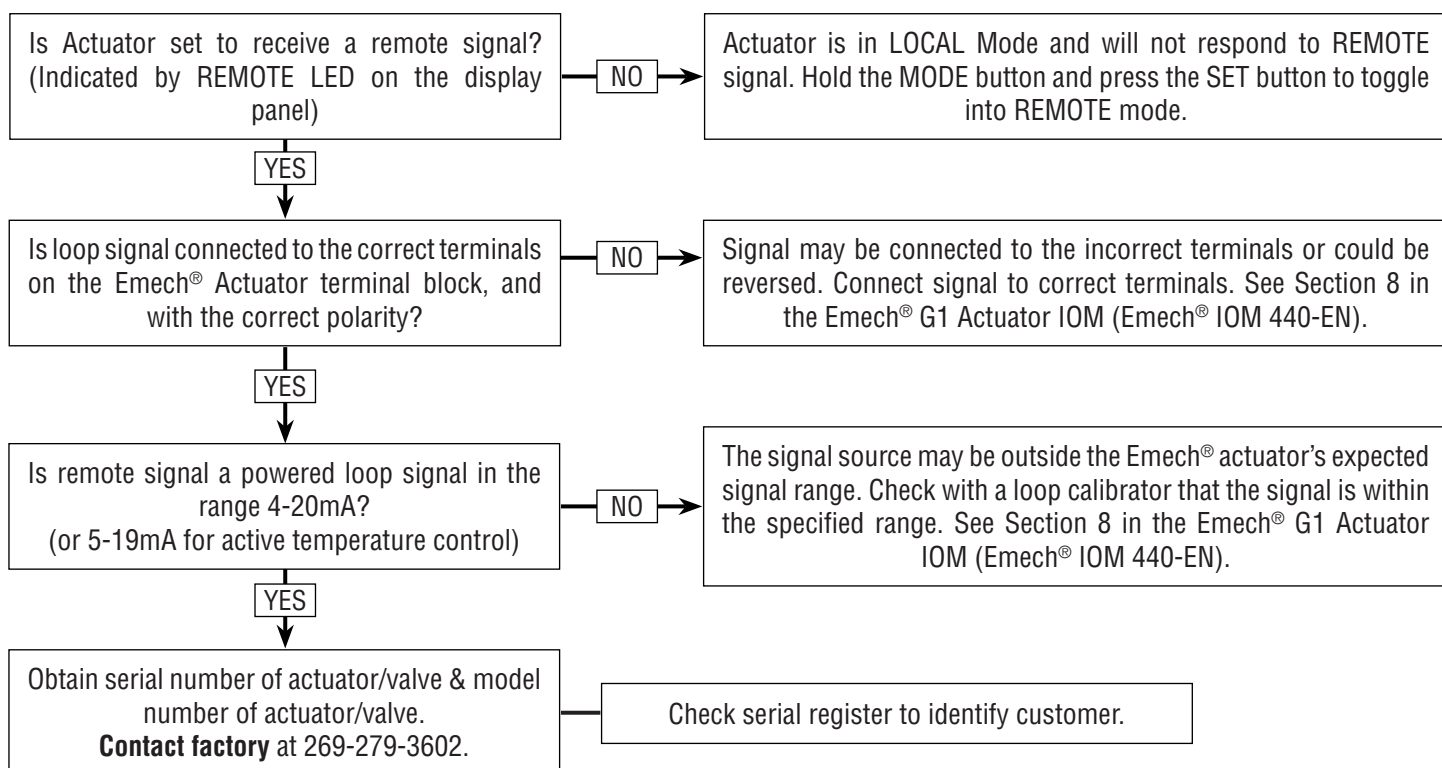 Is Actuator set to receive a remote signal?
(Indicated by REMOTE LED on the display
panel)
NO
Actuator is in LOCAL Mode and will not respond to REMOTE
signal. Hold the MODE button and press the SET button to toggle
into REMOTE mode.
YES
Is loop signal connected to the correct terminals
on the Emech® Actuator terminal block, and
with the correct polarity?
NO
Signal may be connected to the incorrect terminals or could be
reversed. Connect signal to correct terminals. See Section 8 in
the Emech® G1 Actuator IOM (Emech® IOM 440-EN).
YES
Is remote signal a powered loop signal in the
range 4-20mA?
(or 5-19mA for active temperature control)
NO
The signal source may be outside the Emech® actuator's expected
signal range. Check with a loop calibrator that the signal is within
the specified range. See Section 8 in the Emech® G1 Actuator
IOM (Emech® IOM 440-EN).
YES
Obtain serial number of actuator/valve & model
number of actuator/valve.
Contact factory at 269-279-3602.
Check serial register to identify customer.